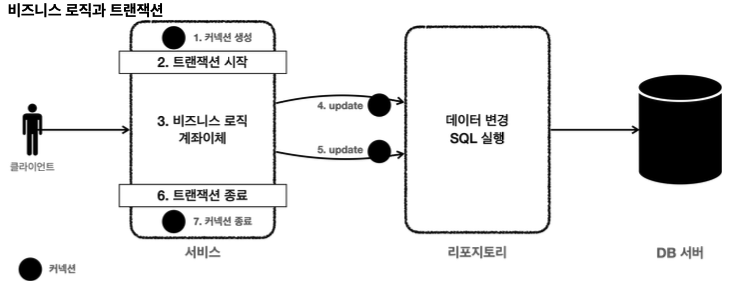 비즈니스 로직과 트랜잭션
1. 커넥션 생성
2. 트랜잭션 시작
3. 비즈니스 로직
계좌이체
4. update
5. update
6. 트랜잭션 종료
7. 커넥션 종료
데이터 변경
SQL 실행
클라이언트
서비스
리포지토리
DB 서버
커넥션